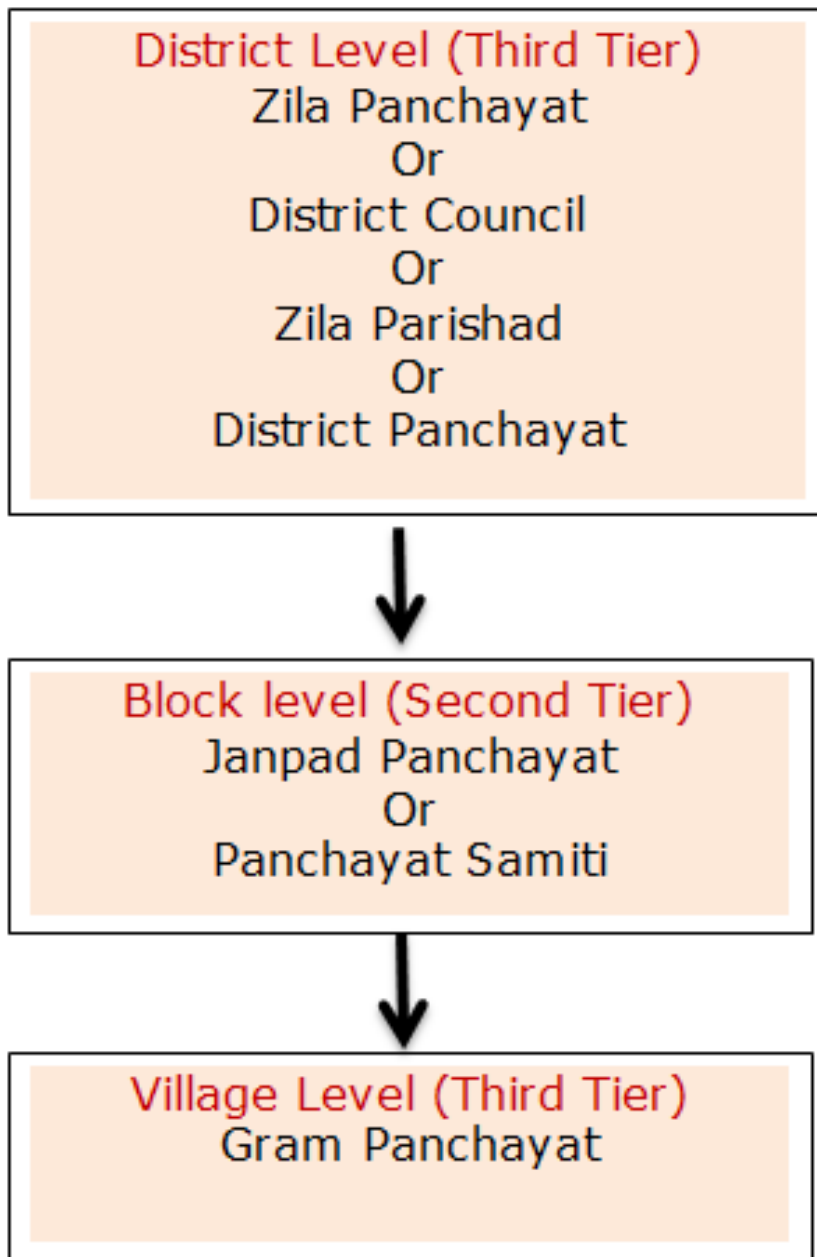 District Level (Third Tier)
Zila Panchayat
Or
District Council
Or
Zila Parishad
Or
District Panchayat
Block level (Second Tier)
Janpad Panchayat
Or
Panchayat Samiti
Village Level (Third Tier)
Gram Panchayat